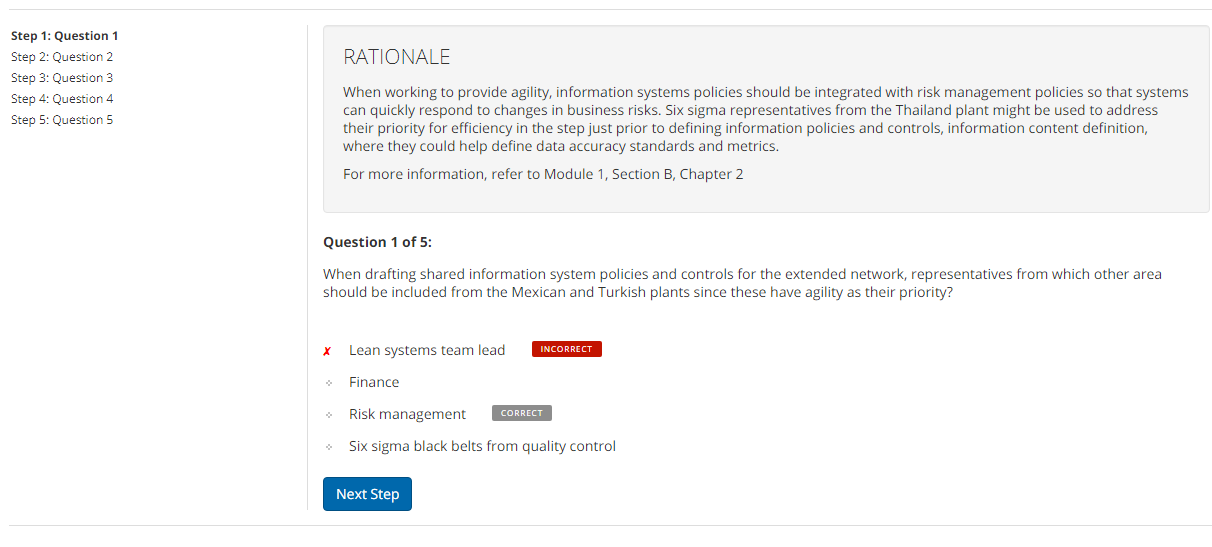 Step 1: Question 1
Step 2: Question 2
Step 3: Question 3
Step 4: Question 4
Step 5: Question 5
RATIONALE
When working to provide agility, information systems policies should be integrated with risk management policies so that systems
can quickly respond to changes in business risks. Six sigma representatives from the Thailand plant might be used to address
their priority for efficiency in the step just prior to defining information policies and controls, information content definition,
where they could help define data accuracy standards and metrics.
For more information, refer to Module 1, Section B, Chapter 2
Question 1 of 5:
When drafting shared information system policies and controls for the extended network, representatives from which other area
should be included from the Mexican and Turkish plants since these have agility as their priority?
✗ Lean systems team lead INCORRECT
Finance
Risk management CORRECT
Six sigma black belts from quality control
Next Step